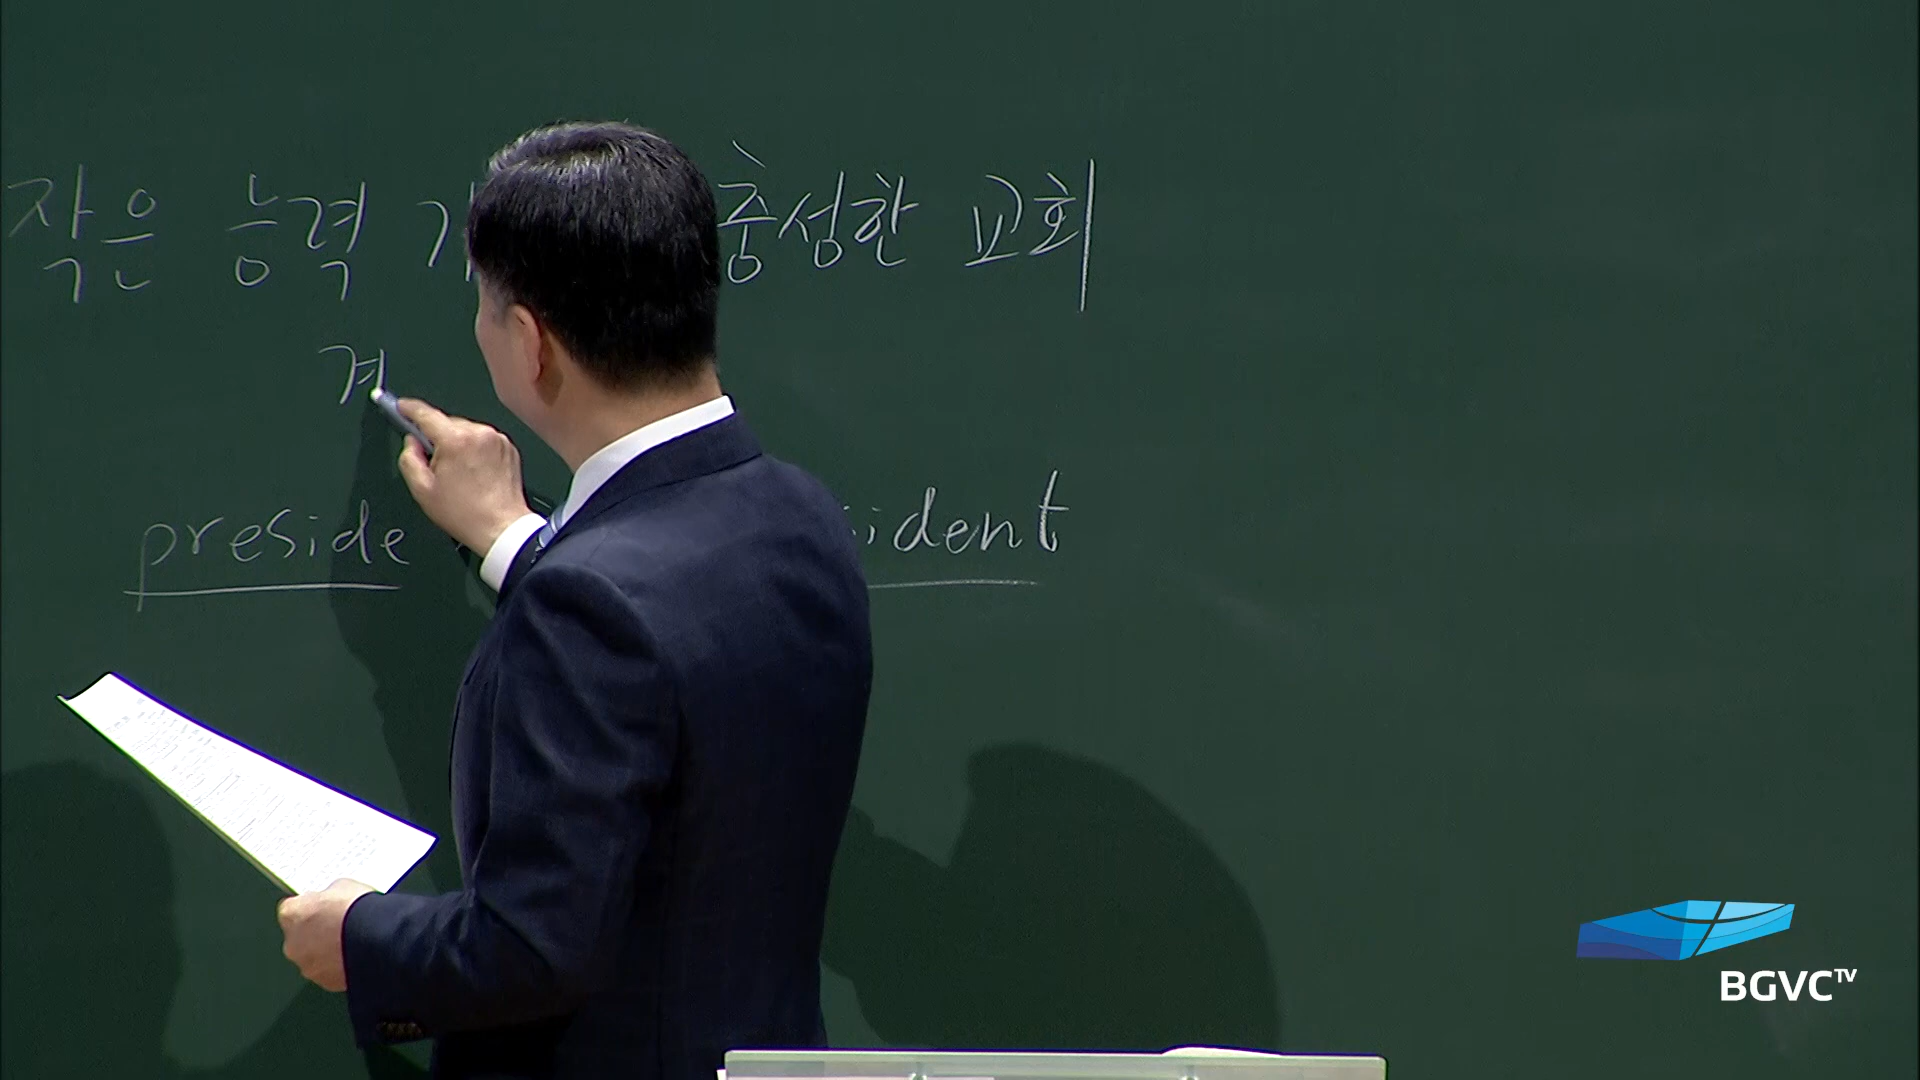 작은 능력 가 충성한 교회
겨
preside ident
BGVC TV